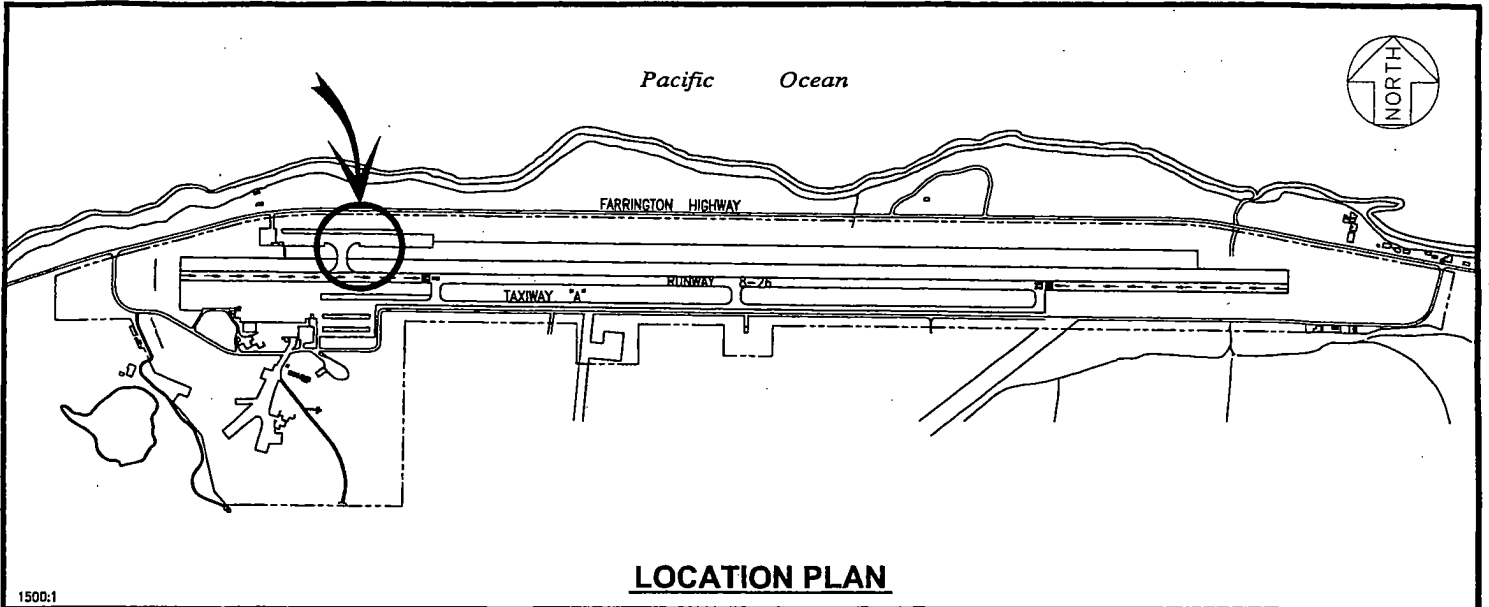 Pacific Ocean
NORTH
FARRINGTON HIGHWAY
RUNWAY 8-26
TAXIWAY "A"
LOCATION PLAN
1500:1